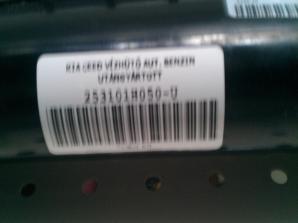 KIA CEED VÍZHŰTŐ AUT. BENZIN
UTÁNGYÁRTOTT
253101H050-U